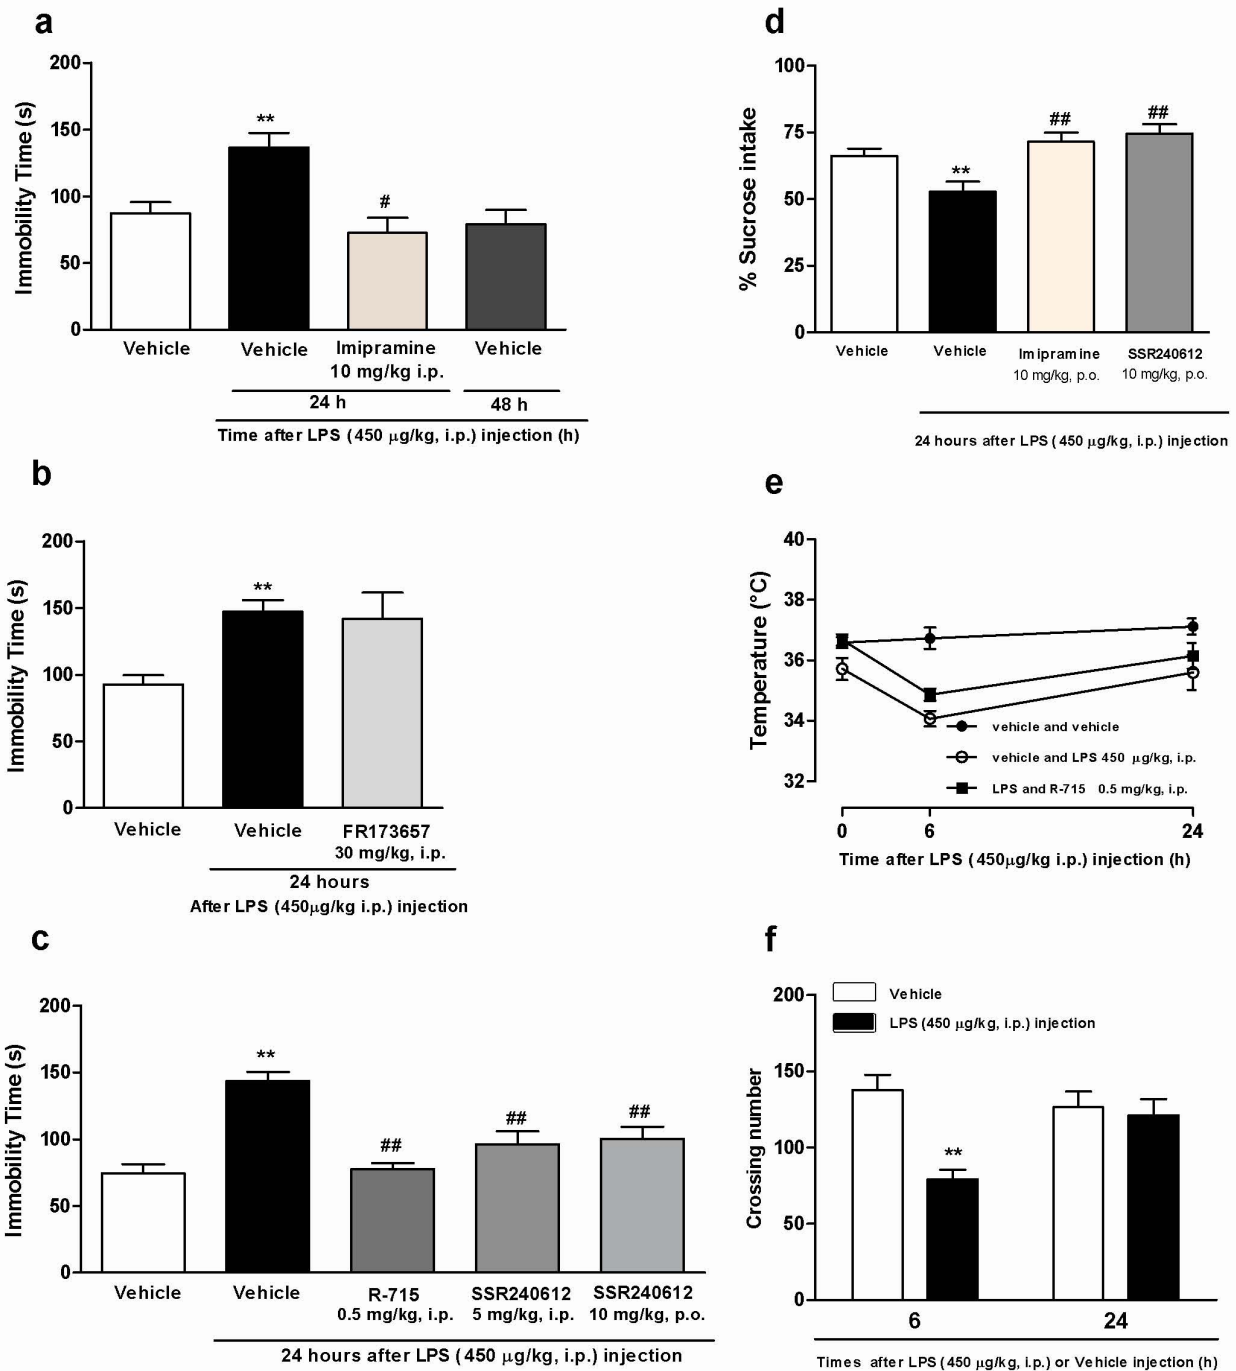 a
Immobility Time (s)
200
150
100
50
0
**
#
Vehicle
Vehicle
Imipramine
10 mg/kg i.p.
Vehicle
24 h
48 h
Time after LPS (450 µg/kg, i.p.) injection (h)
b
Immobility Time (s)
200
150
100
50
0
**
Vehicle
Vehicle
FR173657
30 mg/kg, i.p.
24 hours
After LPS (450µg/kg i.p.) injection
c
Immobility Time (s)
200
150
100
50
0
**
##
##
##
Vehicle
Vehicle
R-715
0.5 mg/kg, i.p.
SSR240612
5 mg/kg, i.p.
SSR240612
10 mg/kg, p.o.
24 hours after LPS (450 µg/kg, i.p.) injection
d
% Sucrose intake
100
75
50
25
0
**
##
##
Vehicle
Vehicle
Imipramine
10 mg/kg, p.o.
SSR240612
10 mg/kg, p.o.
24 hours after LPS (450 µg/kg, i.p.) injection
e
Temperature (°C)
40
38
36
34
32
vehicle and vehicle
vehicle and LPS 450 µg/kg, i.p.
LPS and R-715 0.5 mg/kg, i.p.
0
6
24
Time after LPS (450µg/kg i.p.) injection (h)
f
Crossing number
200
150
100
50
0
Vehicle
LPS (450 µg/kg, i.p.) injection
**
6
24
Times after LPS (450 µg/kg, i.p.) or Vehicle injection (h)